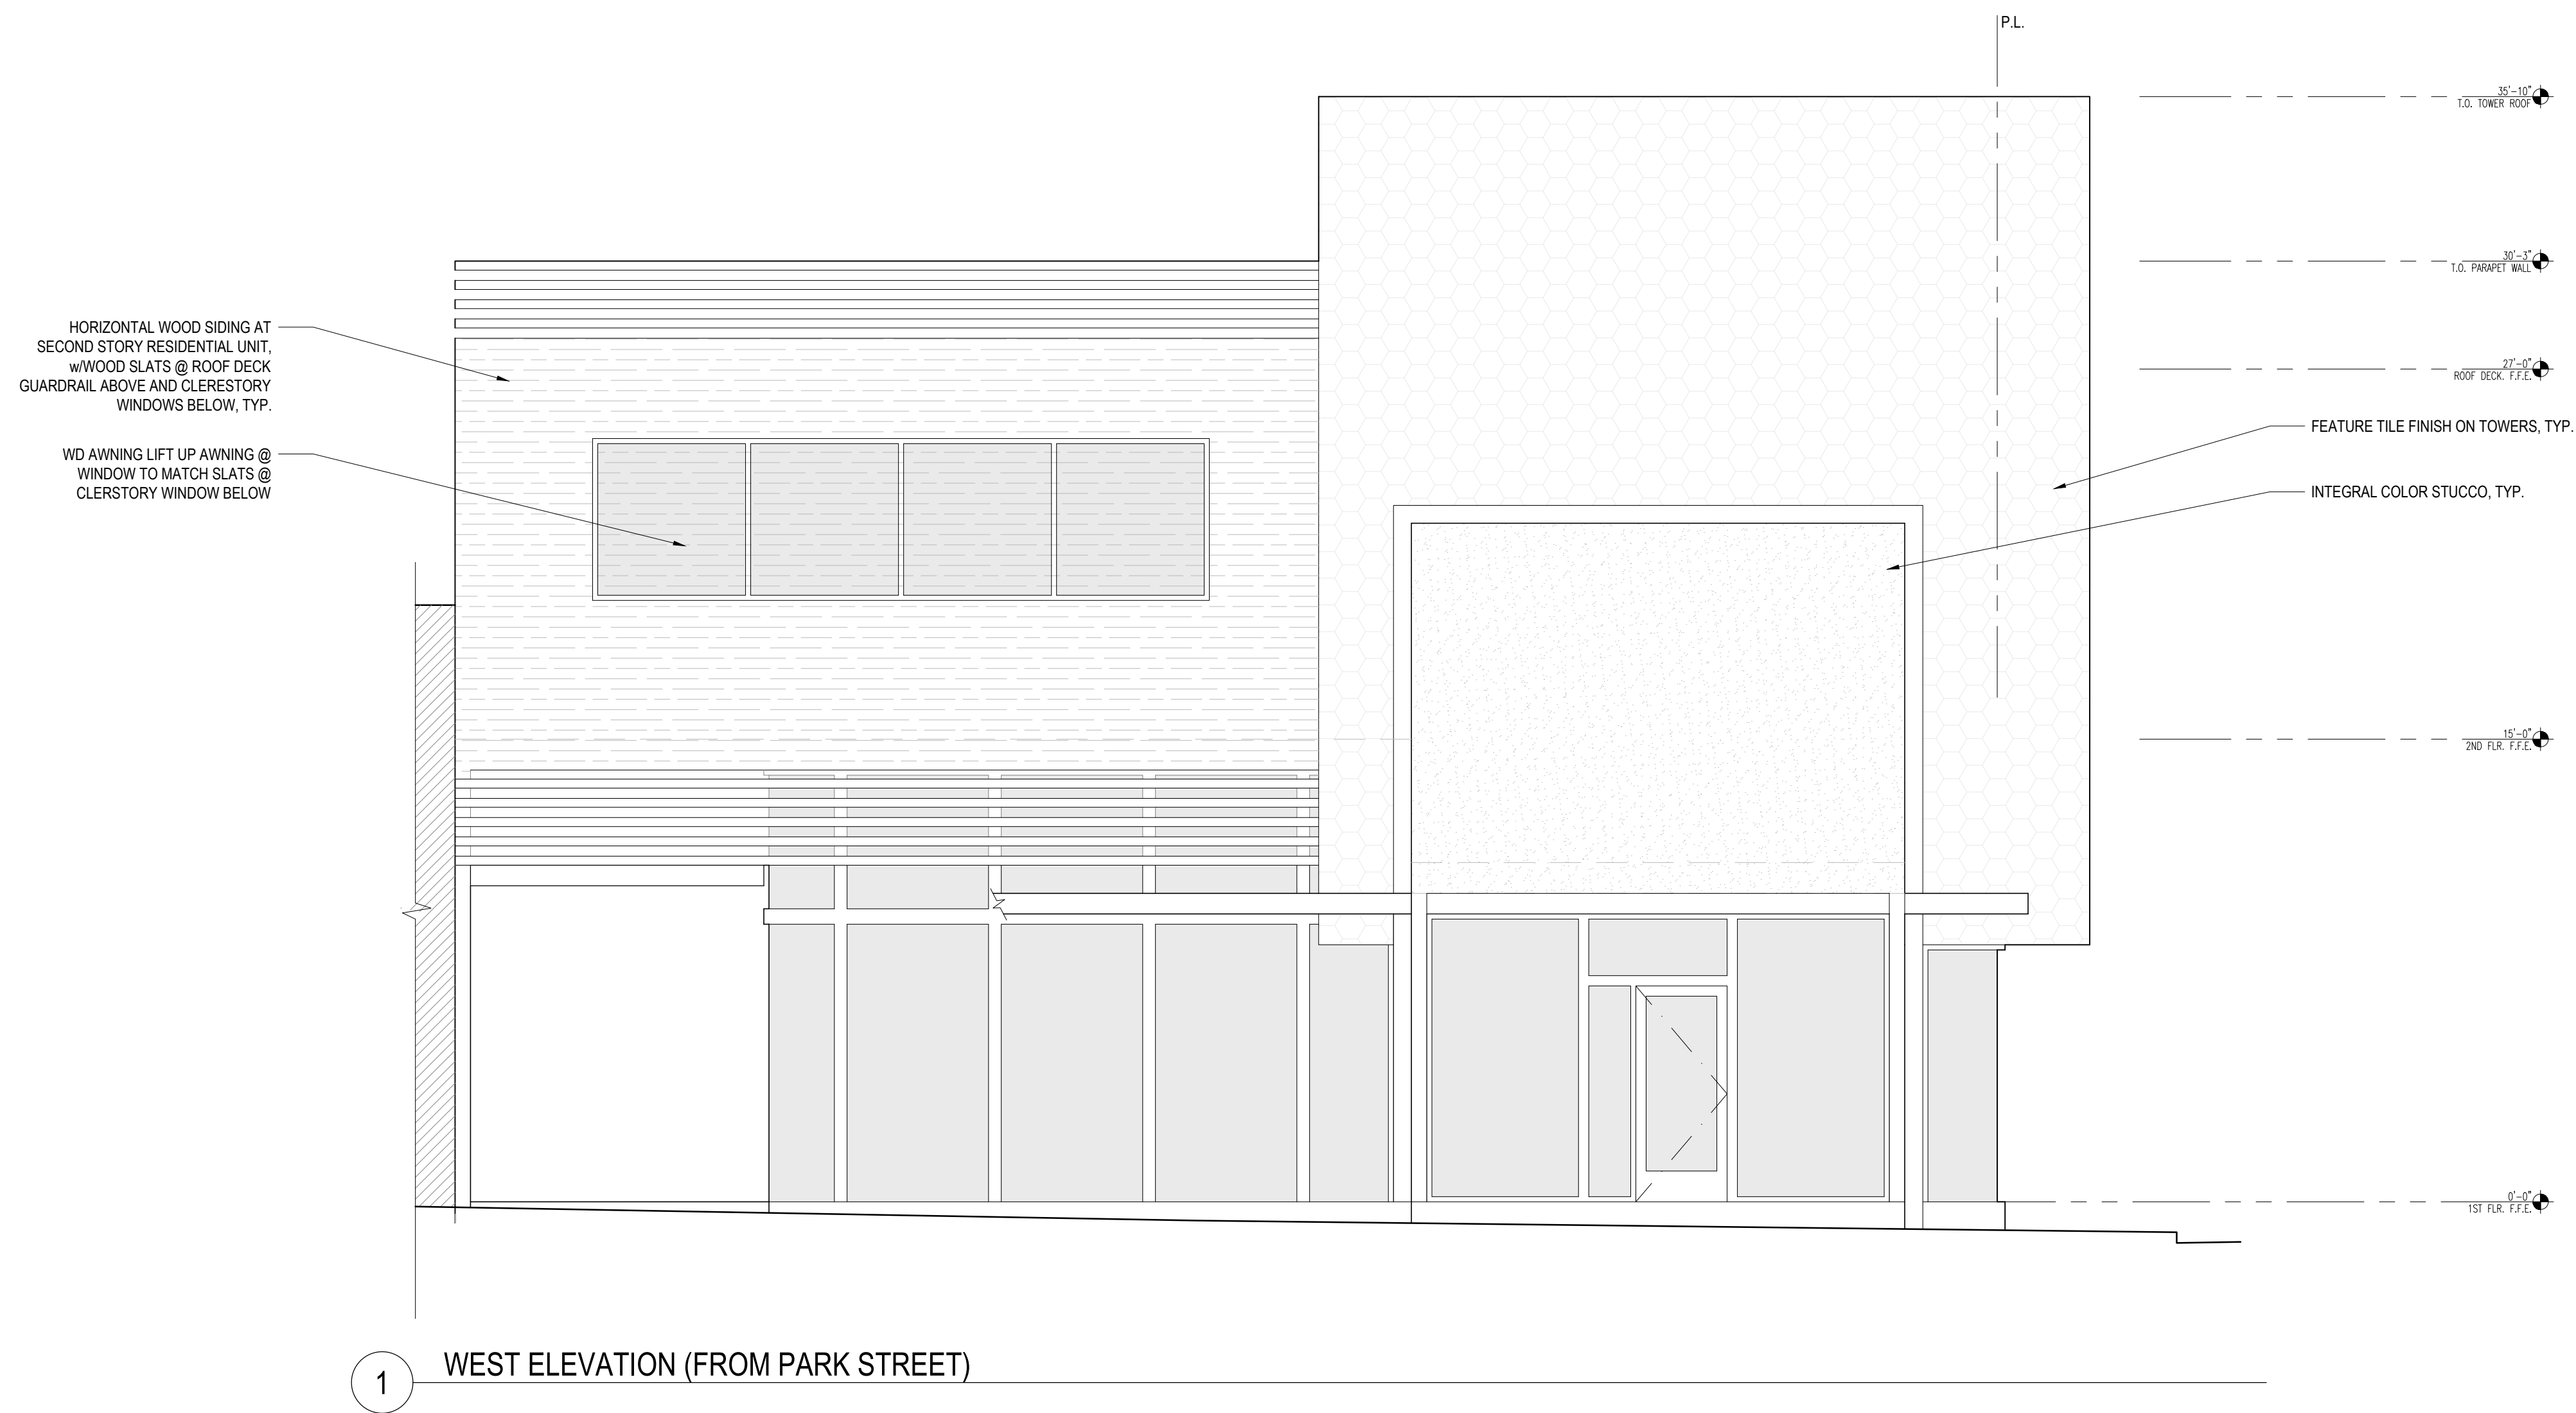 P.L.
35'-10"
T.O. TOWER ROOF
30'-3"
T.O. PARAPET WALL
27'-0"
ROOF DECK. F.F.E.
HORIZONTAL WOOD SIDING AT
SECOND STORY RESIDENTIAL UNIT,
w/WOOD SLATS @ ROOF DECK
GUARDRAIL ABOVE AND CLERESTORY
WINDOWS BELOW, TYP.
WD AWNING LIFT UP AWNING @
WINDOW TO MATCH SLATS @
CLERSTORY WINDOW BELOW
FEATURE TILE FINISH ON TOWERS, TYP.
INTEGRAL COLOR STUCCO, TYP.
15'-0"
2ND FLR. F.F.E.
0'-0"
1ST FLR. F.F.E.
1
WEST ELEVATION (FROM PARK STREET)